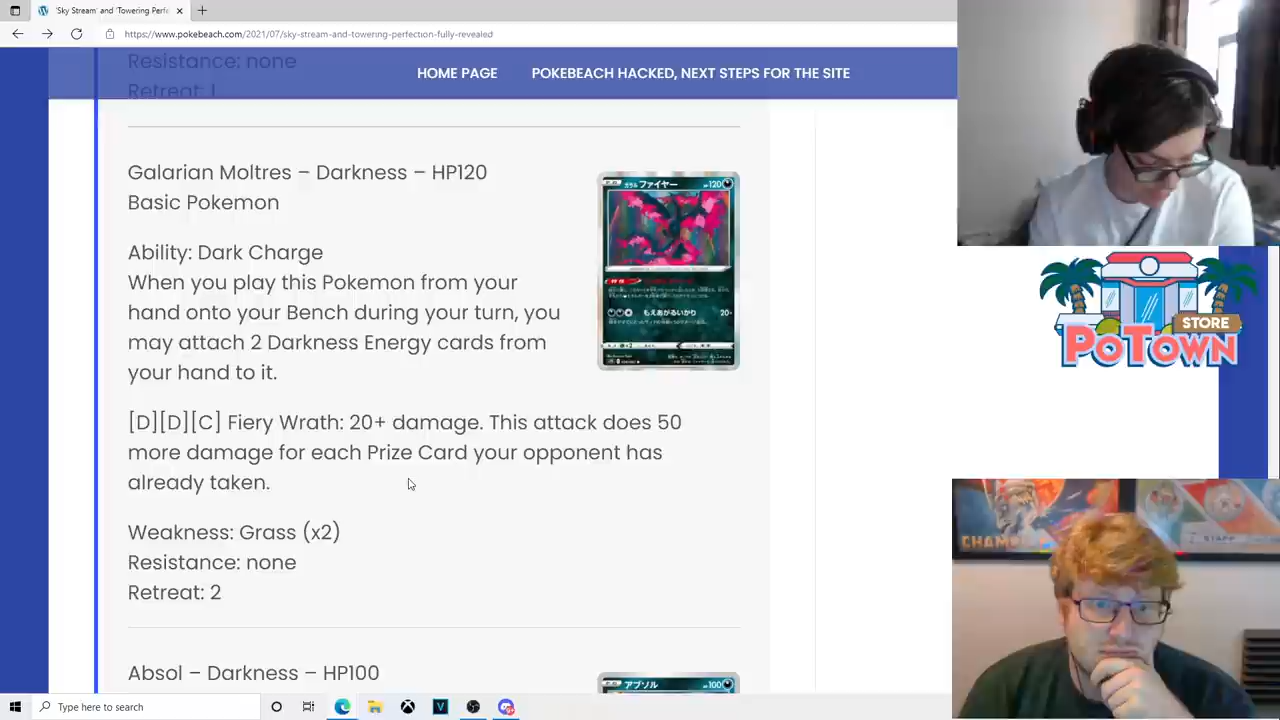 'Sky Stream' and 'Towering Perfe
https://www.pokebeach.com/2021/07/sky-stream-and-towering-perfection-fully-revealed
HOME PAGE
POKEBEACH HACKED, NEXT STEPS FOR THE SITE
Resistance: none
Retreat: 1
Galarian Moltres – Darkness – HP120
Basic Pokemon
Ability: Dark Charge
When you play this Pokemon from your
hand onto your Bench during your turn, you
may attach 2 Darkness Energy cards from
your hand to it.
[D][D][C] Fiery Wrath: 20+ damage. This attack does 50
more damage for each Prize Card your opponent has
already taken.
Weakness: Grass (x2)
Resistance: none
Retreat: 2
Absol – Darkness – HP100
ガラル ファイヤー 120
もえあがるいかり 20+
アブソル 100
STORE
POTOWN
CHAMP
STAFF
Type here to search